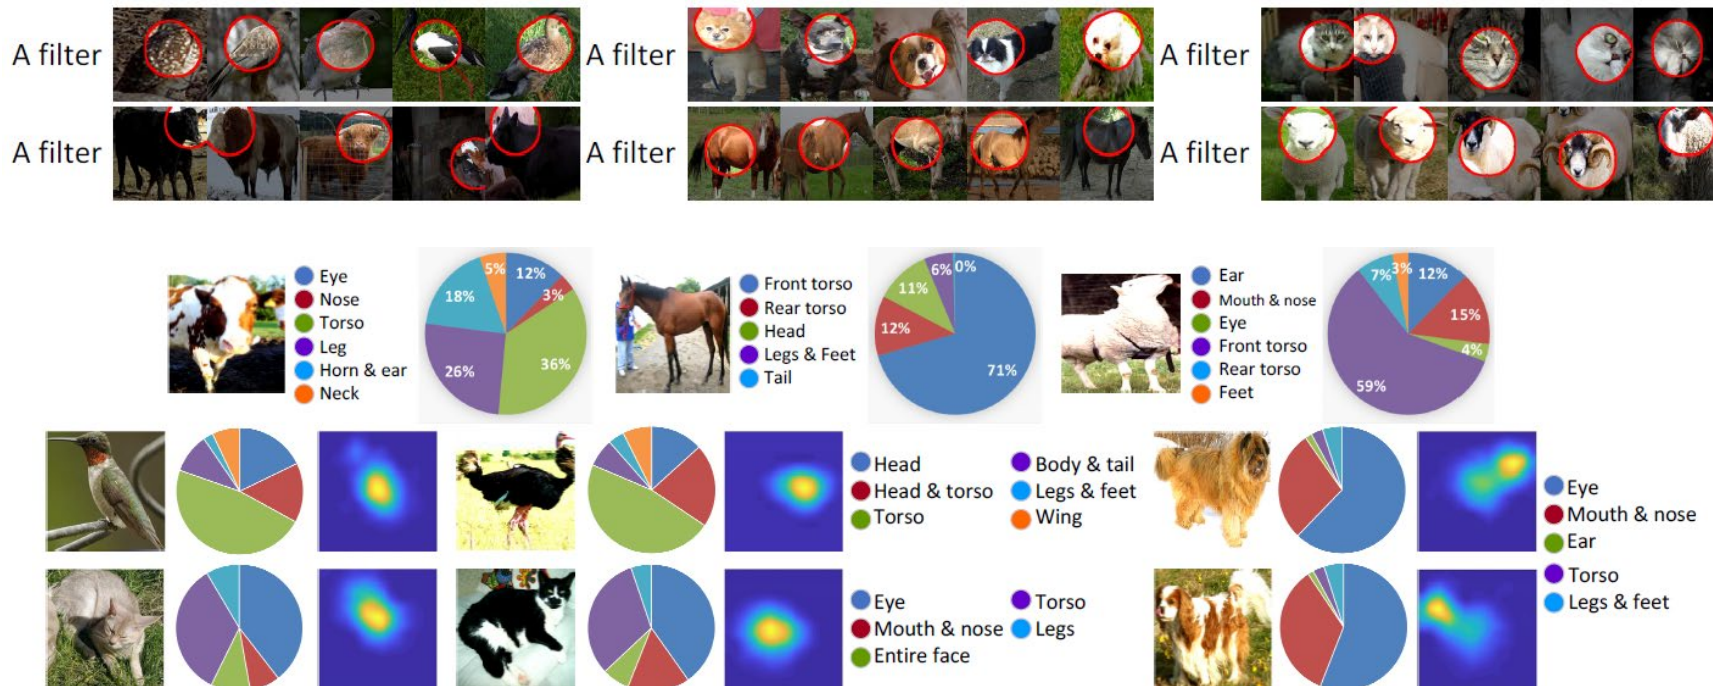 A filter
A filter
A filter
A filter
A filter
A filter
Eye
Nose
Torso
Leg
Horn & ear
Neck
5%
12%
3%
18%
26%
36%
Front torso
Rear torso
Head
Legs & Feet
Tail
6%
0%
11%
12%
71%
Ear
Mouth & nose
Eye
Front torso
Rear torso
Feet
7%
3%
12%
15%
4%
59%
Head
Head & torso
Torso
Body & tail
Legs & feet
Wing
Eye
Mouth & nose
Ear
Torso
Legs & feet
Eye
Mouth & nose
Entire face
Torso
Legs